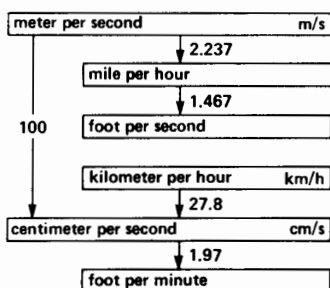 meter per second m/s
2.237
mile per hour
1.467
100
foot per second
kilometer per hour km/h
27.8
centimeter per second cm/s
1.97
foot per minute